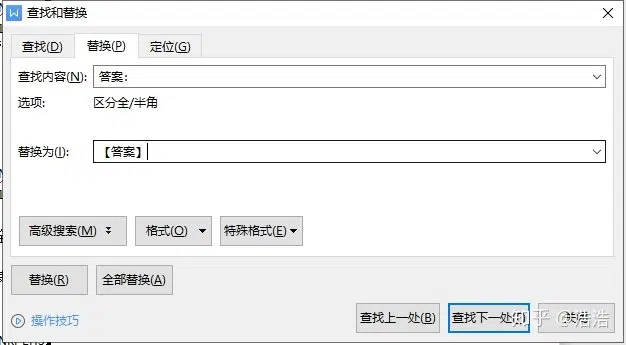 查找和替换
查找(D) 替换(P) 定位(G)
查找内容(N): 答案:
选项: 区分全/半角
替换为(I): 【答案】
高级搜索(M) 格式(O) 特殊格式(E)
替换(R) 全部替换(A)
操作技巧 查找上一处(B) 查找下一处(F) 关闭
知乎 @浩浩